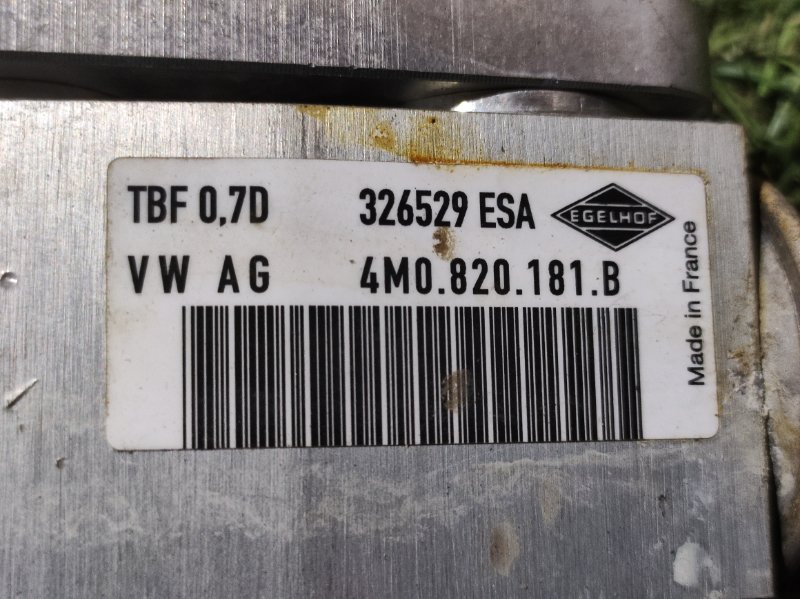 TBF 0,7D 326529 ESA EGELHOF
VW AG 4M0.820.181.B
Made in France